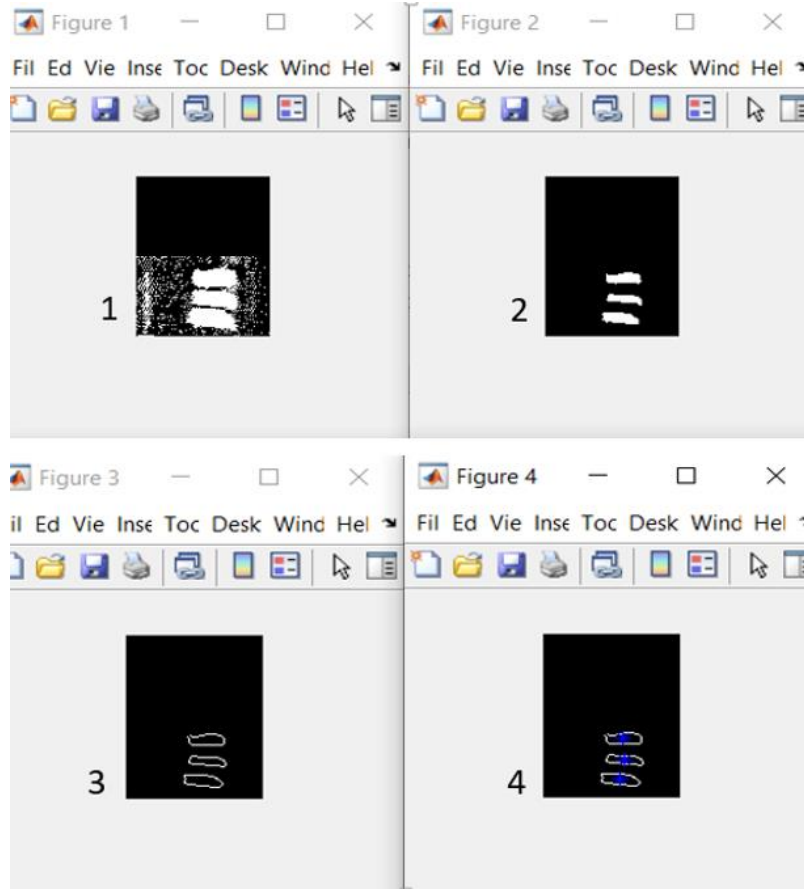 Figure 1
Fil Ed Vie Inse Toc Desk Wind Hel
1
Figure 2
Fil Ed Vie Inse Toc Desk Wind Hel
2
Figure 3
il Ed Vie Inse Toc Desk Wind Hel
3
Figure 4
Fil Ed Vie Inse Toc Desk Wind Hel
4